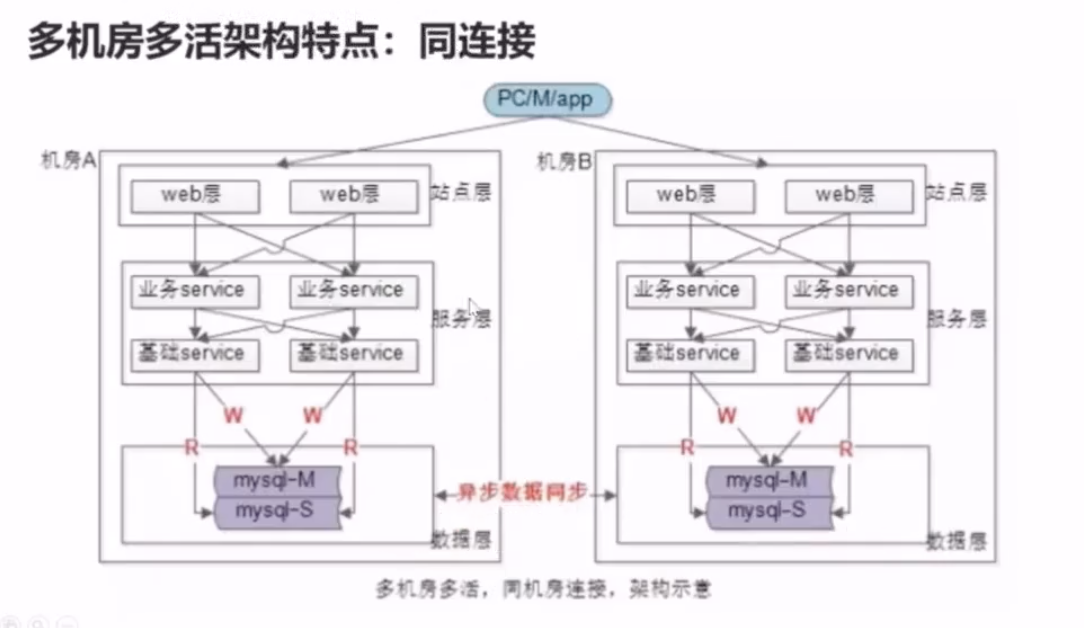 多机房多活架构特点：同连接
PC/M/app
机房A
web层
web层
站点层
业务service
业务service
服务层
基础service
基础service
W
W
R
R
mysql-M
mysql-S
数据层
异步数据同步
机房B
web层
web层
站点层
业务service
业务service
服务层
基础service
基础service
W
W
R
R
mysql-M
mysql-S
数据层
多机房多活，同机房连接，架构示意